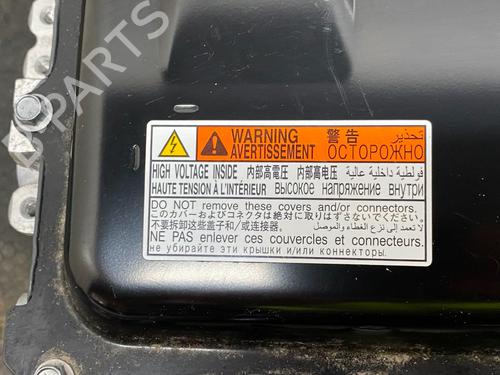 B-PARTS
WARNING 警告 تحذير
AVERTISSEMENT ОСТОРОЖНО
HIGH VOLTAGE INSIDE 内部高電圧 内部高电压 فولطية داخلية عالية
HAUTE TENSION À L'INTÉRIEUR Высокое напряжение внутри
DO NOT remove these covers and/or connectors.
このカバーおよびコネクタは絶対に取りはずさないでください。
不要拆卸这些盖子和/或连接器。 لا تعمد إلى نزع الغطاء والموصل
NE PAS enlever ces couvercles et connecteurs.
не убирайте эти крышки и/или коннекторы.